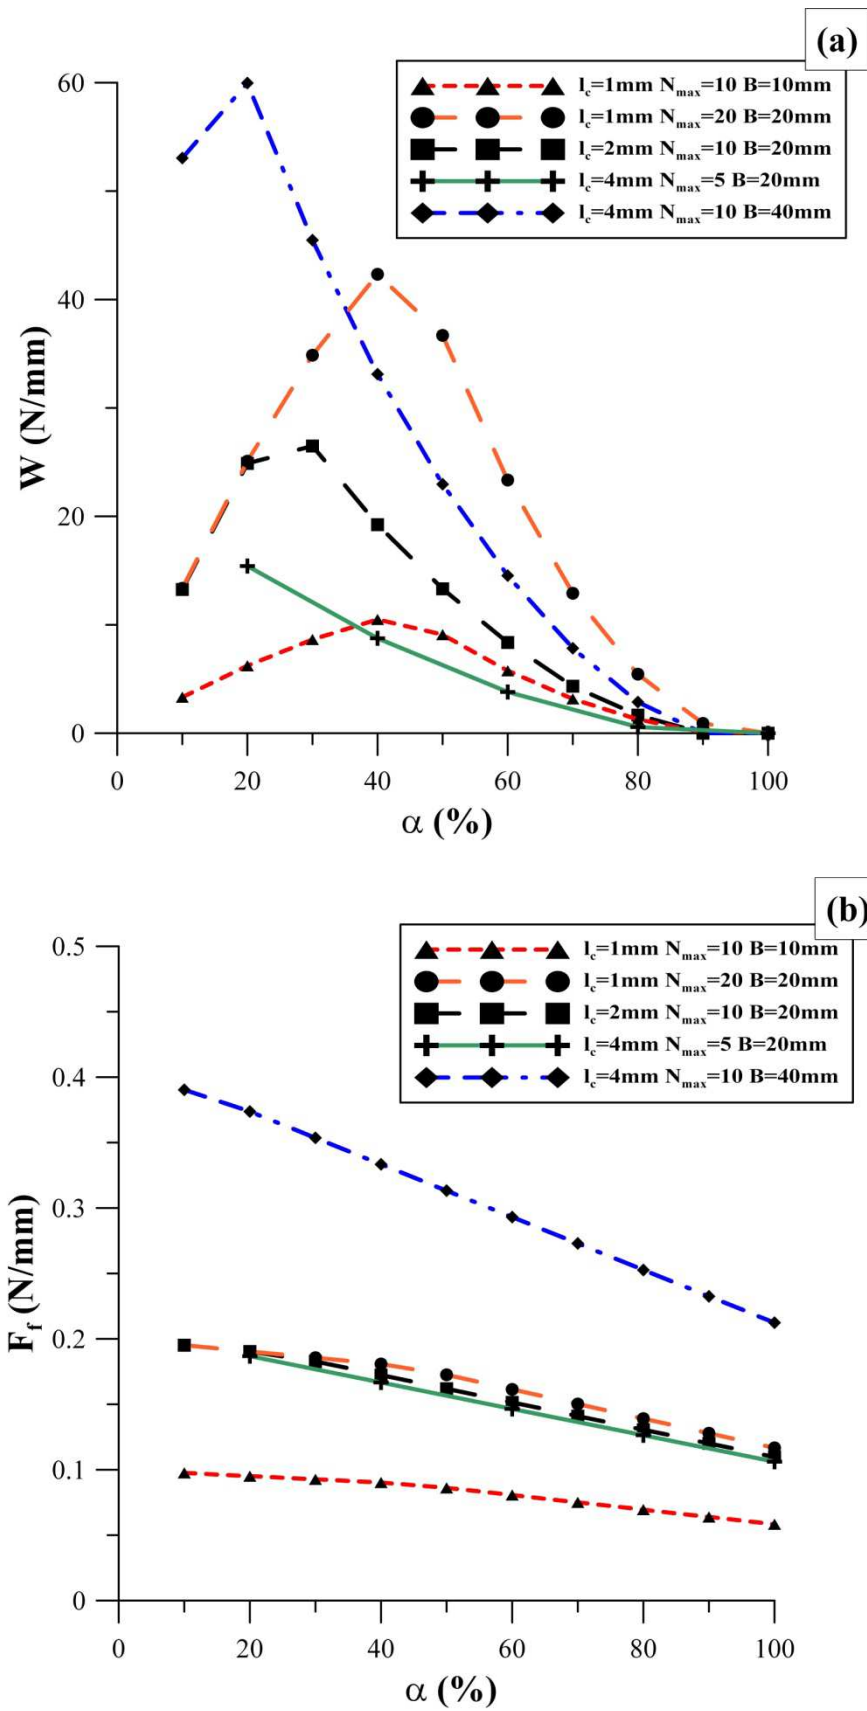 (a)
l_c=1mm N_max=10 B=10mm
l_c=1mm N_max=20 B=20mm
l_c=2mm N_max=10 B=20mm
l_c=4mm N_max=5 B=20mm
l_c=4mm N_max=10 B=40mm
60
40
20
0
W (N/mm)
0 20 40 60 80 100
α (%)
(b)
l_c=1mm N_max=10 B=10mm
l_c=1mm N_max=20 B=20mm
l_c=2mm N_max=10 B=20mm
l_c=4mm N_max=5 B=20mm
l_c=4mm N_max=10 B=40mm
0.5
0.4
0.3
0.2
0.1
0
F_f (N/mm)
0 20 40 60 80 100
α (%)